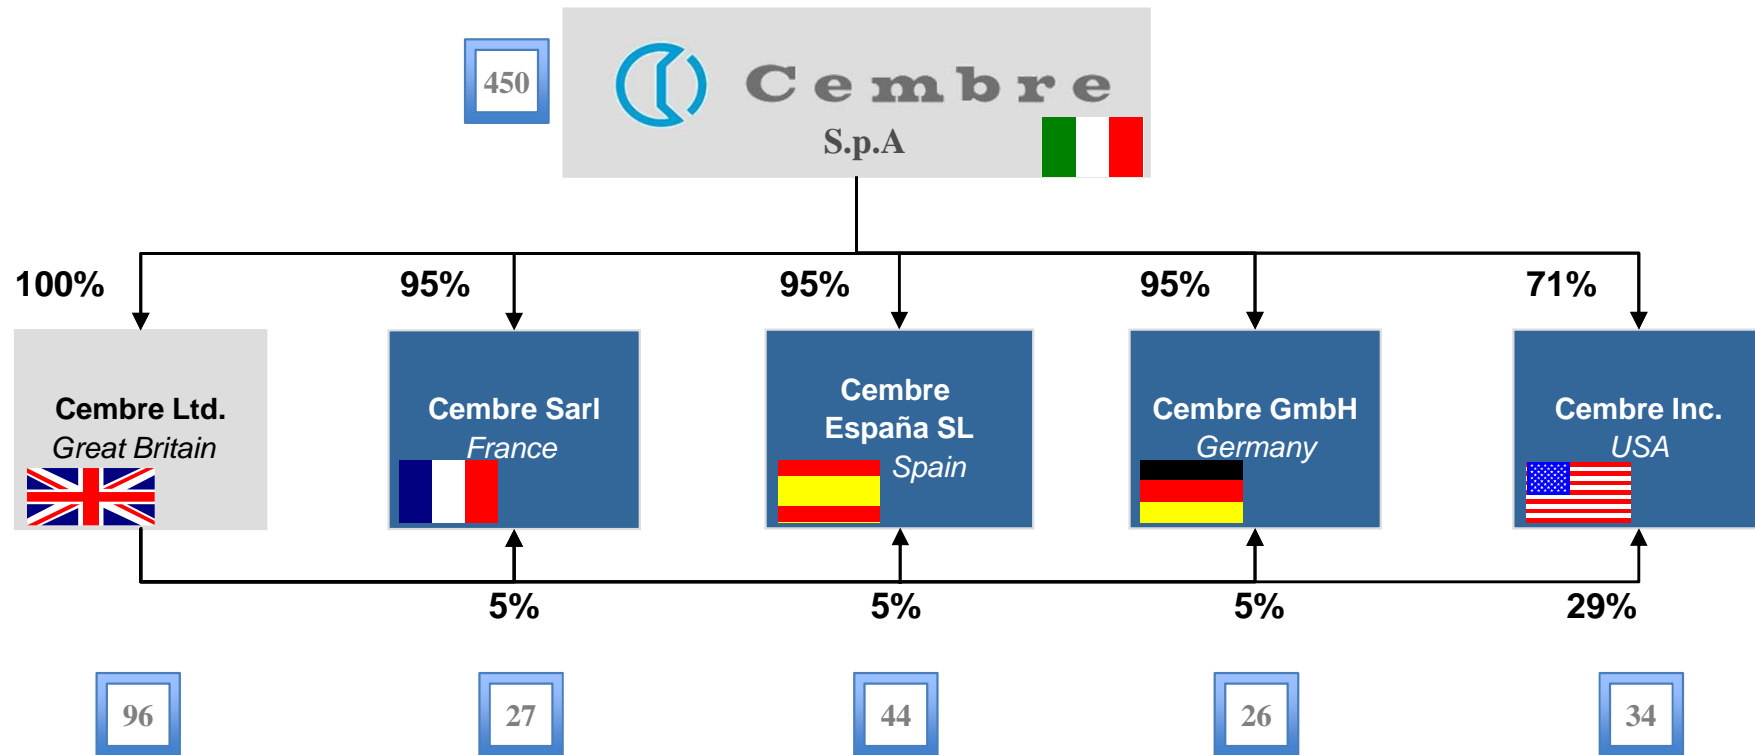 450
Cembre
S.p.A
100%
95%
95%
95%
71%
Cembre Ltd.
Great Britain
Cembre Sarl
France
Cembre
España SL
Spain
Cembre GmbH
Germany
Cembre Inc.
USA
5%
5%
5%
29%
96
27
44
26
34